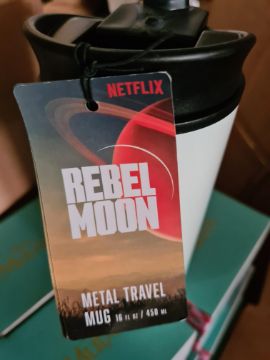 NETFLIX
REBEL
MOON
METAL TRAVEL
MUG 16 FL OZ / 450 ML